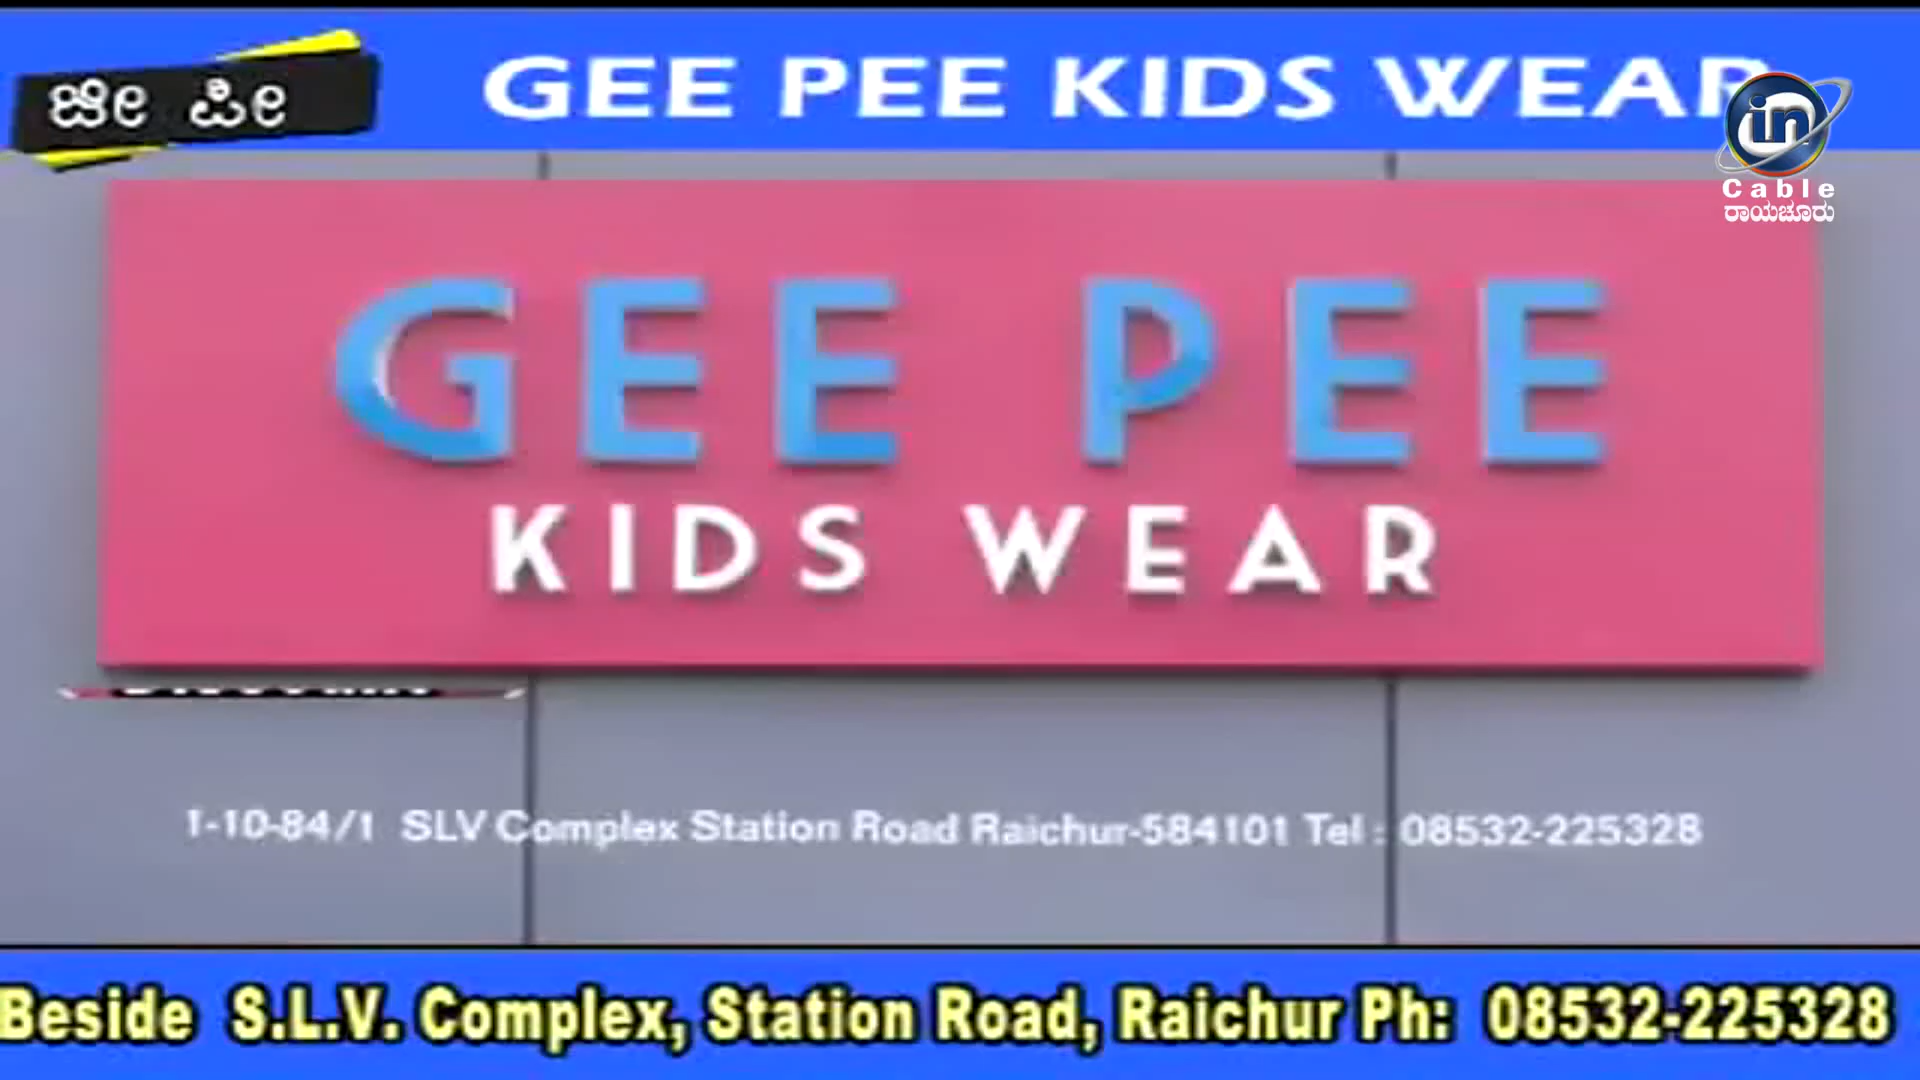 ಜೀ ಪೀ
GEE PEE KIDS WEAR
in
Cable
ರಾಯಚೂರು
GEE PEE
KIDS WEAR
1-10-84/1 SLV Complex Station Road Raichur-584101 Tel : 08532-225328
Beside S.L.V. Complex, Station Road, Raichur Ph: 08532-225328